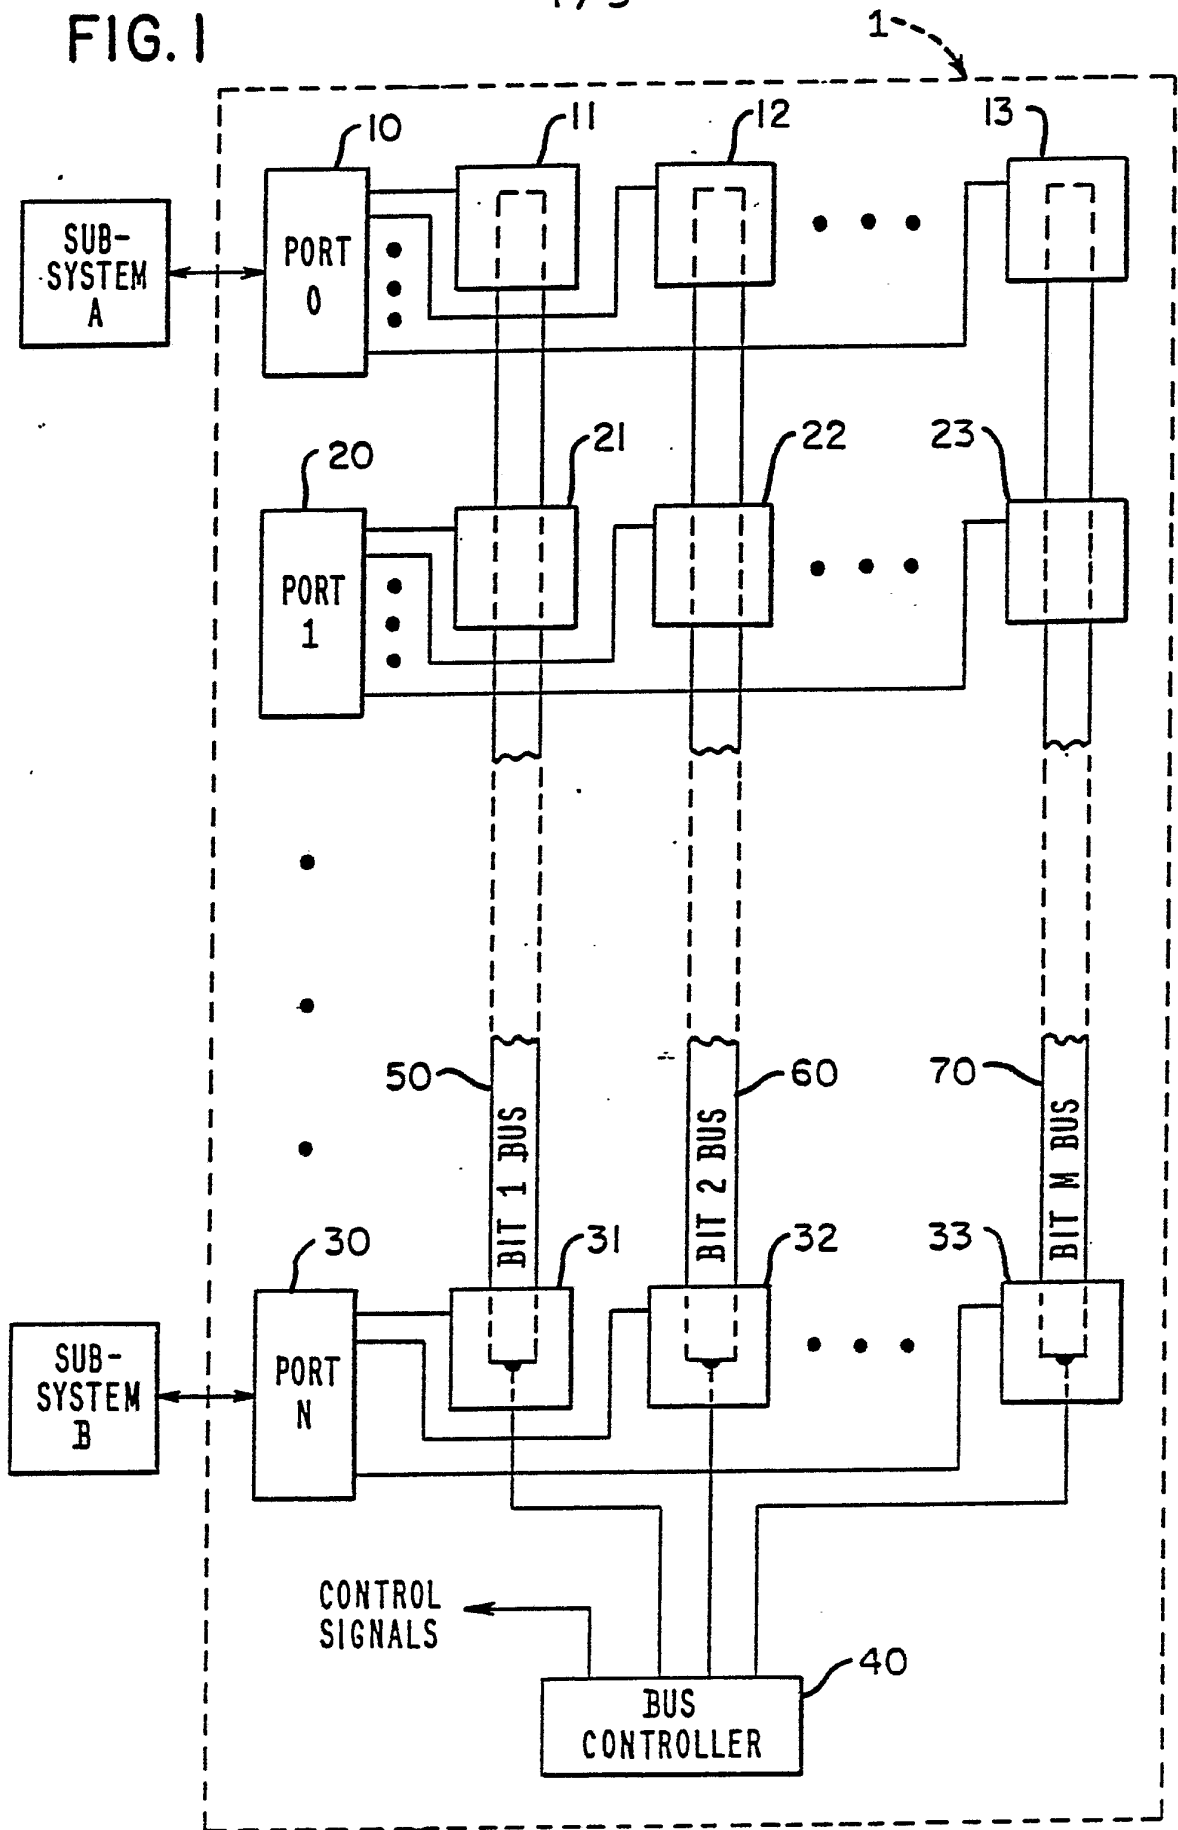 1/5
FIG. 1
1
10
11
12
13
SUB-
SYSTEM
A
PORT
0
20
21
22
23
PORT
1
50
60
70
BIT 1 BUS
BIT 2 BUS
BIT M BUS
30
31
32
33
SUB-
SYSTEM
B
PORT
N
CONTROL
SIGNALS
40
BUS
CONTROLLER